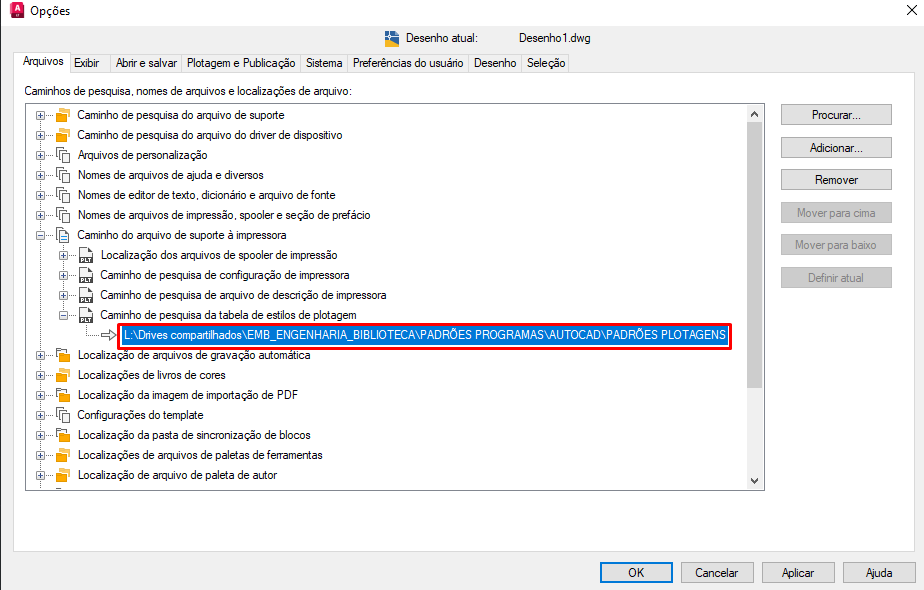 Opções
Desenho atual: Desenho1.dwg
Arquivos Exibir Abrir e salvar Plotagem e Publicação Sistema Preferências do usuário Desenho Seleção
Caminhos de pesquisa, nomes de arquivos e localizações de arquivo:
Caminho de pesquisa do arquivo de suporte
Caminho de pesquisa do arquivo do driver de dispositivo
Arquivos de personalização
Nomes de arquivos de ajuda e diversos
Nomes de editor de texto, dicionário e arquivo de fonte
Nomes de arquivos de impressão, spooler e seção de prefácio
Caminho do arquivo de suporte à impressora
PLT Localização dos arquivos de spooler de impressão
PLT Caminho de pesquisa de configuração de impressora
PLT Caminho de pesquisa de arquivo de descrição de impressora
PLT Caminho de pesquisa da tabela de estilos de plotagem
L:\Drives compartilhados\EMB_ENGENHARIA_BIBLIOTECA\PADRÕES PROGRAMAS\AUTOCAD\PADRÕES PLOTAGENS
Localização de arquivos de gravação automática
Localizações de livros de cores
Localização da imagem de importação de PDF
Configurações do template
Localização da pasta de sincronização de blocos
Localizações de arquivo de paletas de ferramentas
Localização de arquivo de paleta de autor
Procurar...
Adicionar...
Remover
Mover para cima
Mover para baixo
Definir atual
OK Cancelar Aplicar Ajuda